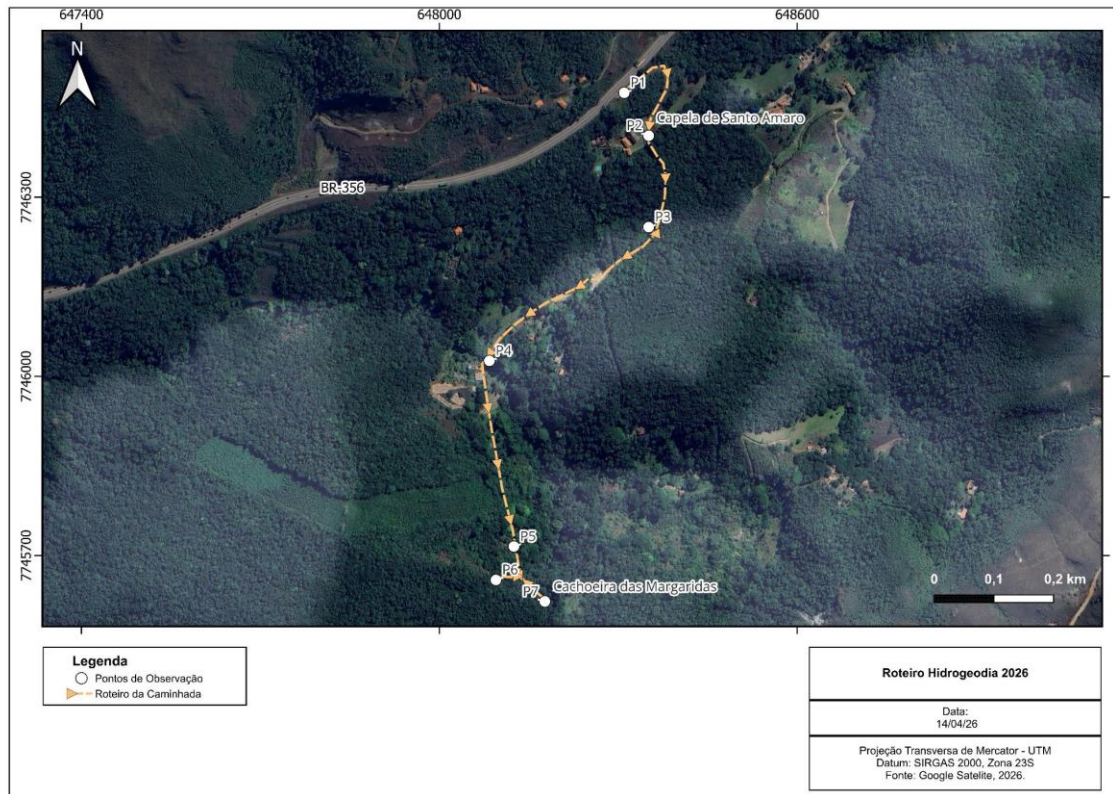 647400
648000
648600
N
P1
P2
Capela de Santo Amaro
BR-356
7746300
P3
P4
7746000
P5
7745700
P6
P7
Cachoeira das Margaridas
0 0,1 0,2 km
Legenda
Pontos de Observação
Roteiro da Caminhada
Roteiro Hidrogeodia 2026
Data:
14/04/26
Projeção Transversa de Mercator - UTM
Datum: SIRGAS 2000, Zona 23S
Fonte: Google Satelite, 2026.